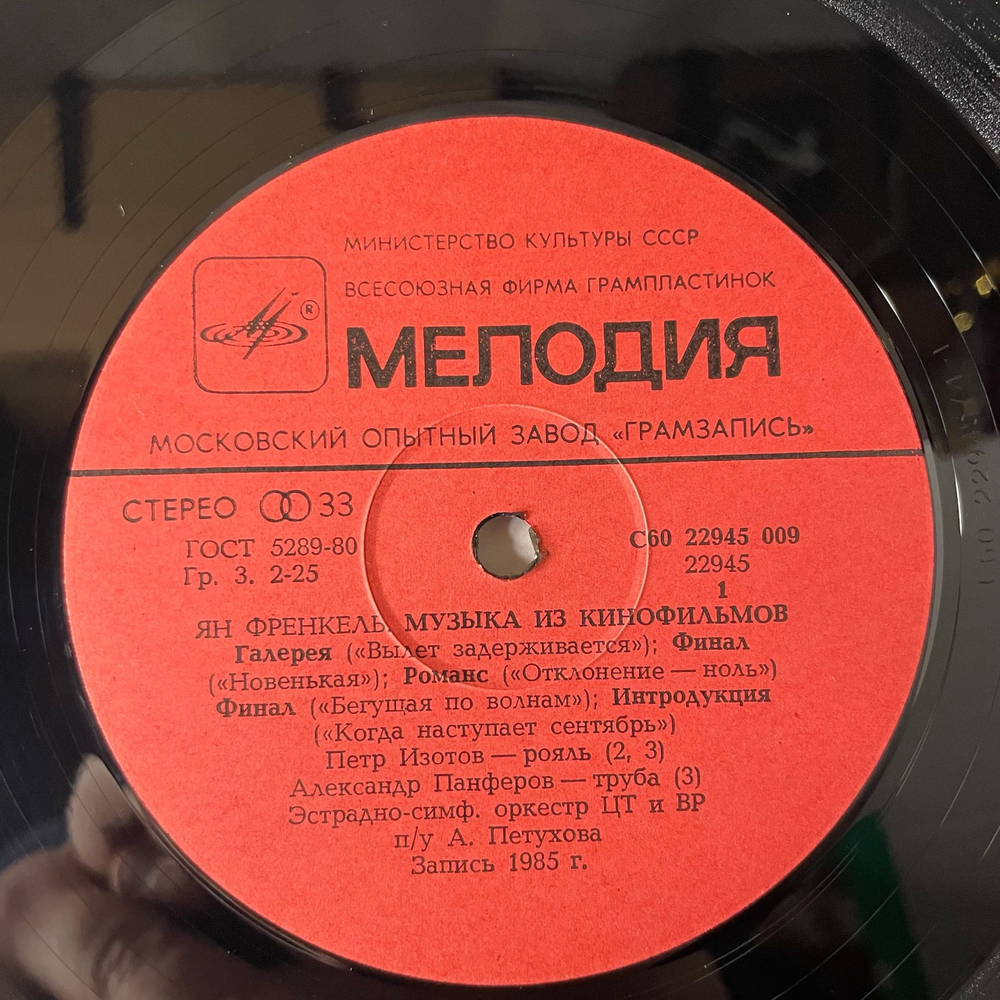 МИНИСТЕРСТВО КУЛЬТУРЫ СССР
ВСЕСОЮЗНАЯ ФИРМА ГРАМПЛАСТИНОК
®
МЕЛОДИЯ
МОСКОВСКИЙ ОПЫТНЫЙ ЗАВОД «ГРАМЗАПИСЬ»
СТЕРЕО 33
ГОСТ 5289-80
Гр. 3. 2-25
С60 22945 009
22945
1
ЯН ФРЕНКЕЛЬ. МУЗЫКА ИЗ КИНОФИЛЬМОВ
Галерея («Вылет задерживается»); Финал
(«Новенькая»); Романс («Отклонение — ноль»)
Финал («Бегущая по волнам»); Интродукция
(«Когда наступает сентябрь»)
Петр Изотов — рояль (2, 3)
Александр Панферов — труба (3)
Эстрадно-симф. оркестр ЦТ и ВР
п/у А. Петухова
Запись 1985 г.